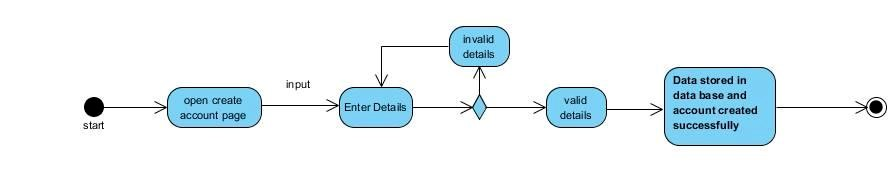 invalid
details
input
open create
account page
Enter Details
valid
details
Data stored in
data base and
account created
successfully
start